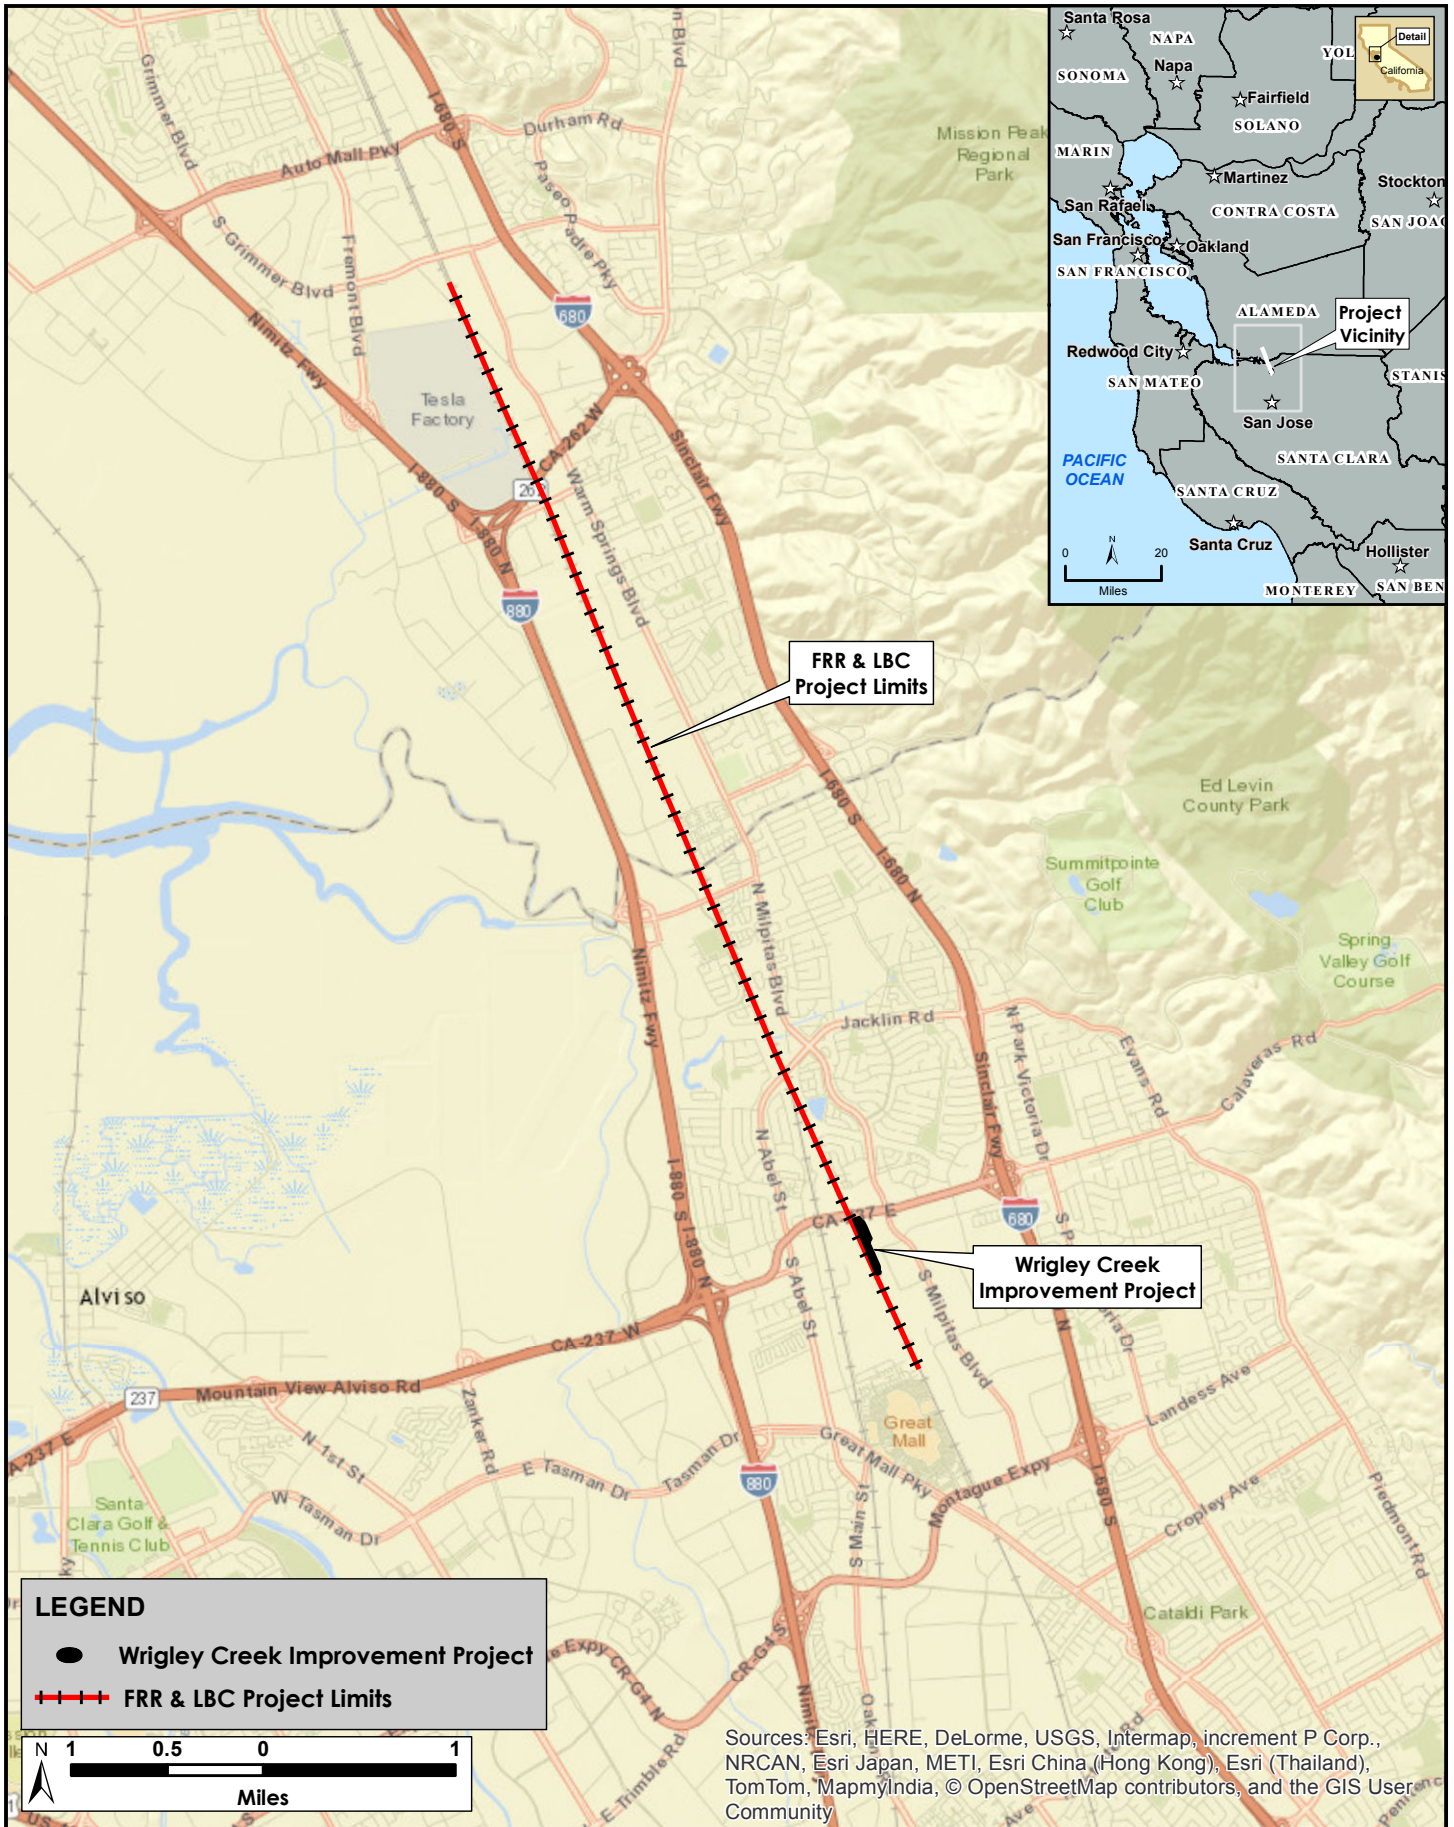 Grimmer Blvd
Auto Mall Pky
I-680 S
Durham Rd
Paseo Padre Pky
Mission Peak
Regional
Park
S Grimmer Blvd
Fremont Blvd
Nimitz Fwy
680
Tesla
Factory
CA-262 W
Sinclair Fwy
I-880 S
I-880 N
Warm Springs Blvd
880
FRR & LBC
Project Limits
I-680 S
I-680 N
Ed Levin
County Park
Summitpointe
Golf
Club
Spring
Valley Golf
Course
N Milpitas Blvd
Nimitz Fwy
Jacklin Rd
N Park Victoria Dr
Evans Rd
Calaveras Rd
Sinclair Fwy
N Abel St
I-880 S
I-880 N
CA-237 E
680
Wrigley Creek
Improvement Project
S Abel St
S Milpitas Blvd
Alviso
CA-237 W
237
Mountain View Alviso Rd
Zanker Rd
N 1st St
E Tasman Dr
Tasman Dr
W Tasman Dr
Great
Mall
Great Mall Pky
Montague Expy
Landess Ave
880
I-680 S
Cropley Ave
Piedmont Rd
S Main St
Santa
Clara Golf &
Tennis Club
Cataldi Park
CR-G4 S
Expy CR-G4 N
E Trimble Rd
Santa Rosa
NAPA
Napa
SONOMA
Fairfield
SOLANO
Detail
California
MARIN
Martinez
Stockton
San Rafael
CONTRA COSTA
San Francisco
Oakland
SAN FRANCISCO
ALAMEDA
Project
Vicinity
Redwood City
SAN MATEO
San Jose
SANTA CLARA
PACIFIC
OCEAN
SANTA CRUZ
Santa Cruz
Hollister
MONTEREY
N
0 20
Miles
LEGEND
Wrigley Creek Improvement Project
FRR & LBC Project Limits
N 1 0.5 0 1
Miles
Sources: Esri, HERE, DeLorme, USGS, Intermap, increment P Corp.,
NRCAN, Esri Japan, METI, Esri China (Hong Kong), Esri (Thailand),
TomTom, MapmyIndia, © OpenStreetMap contributors, and the GIS User
Community